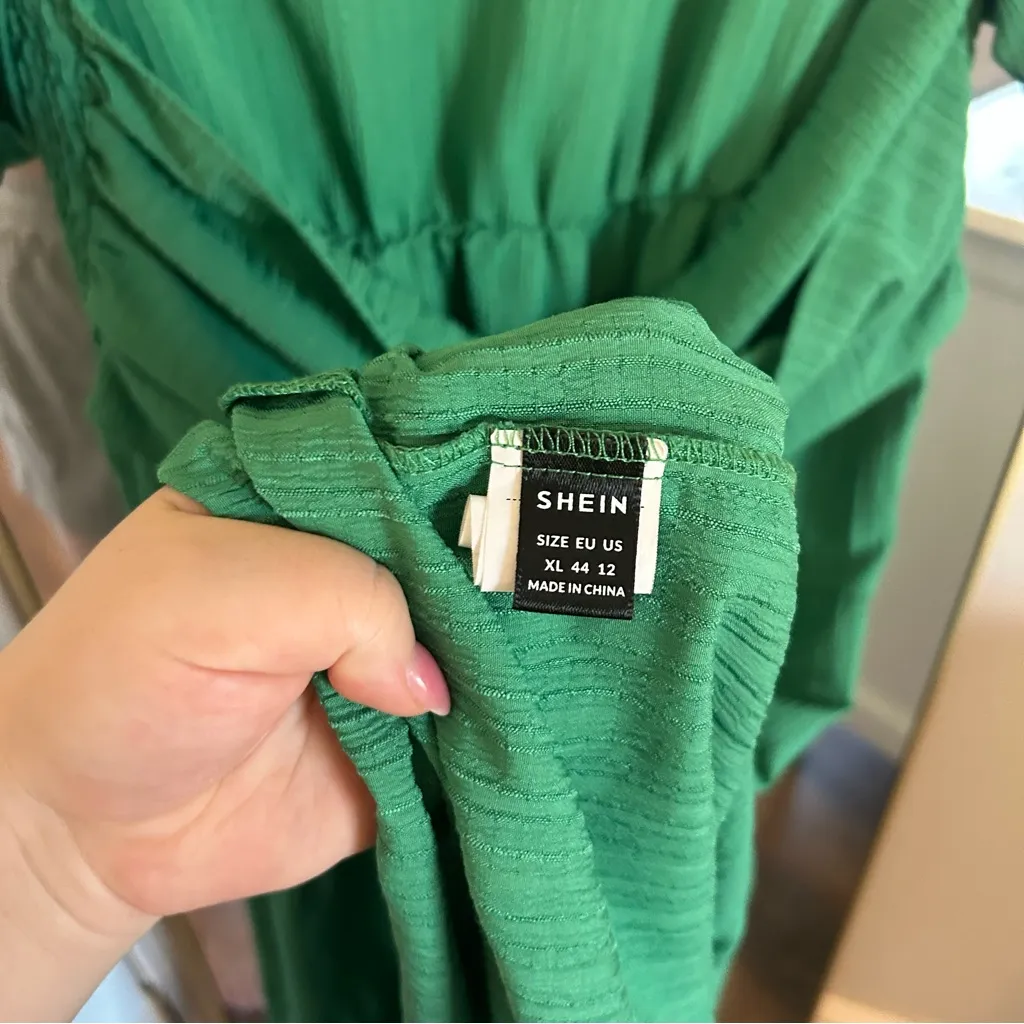 SHEIN
SIZE EU US
XL 44 12
MADE IN CHINA